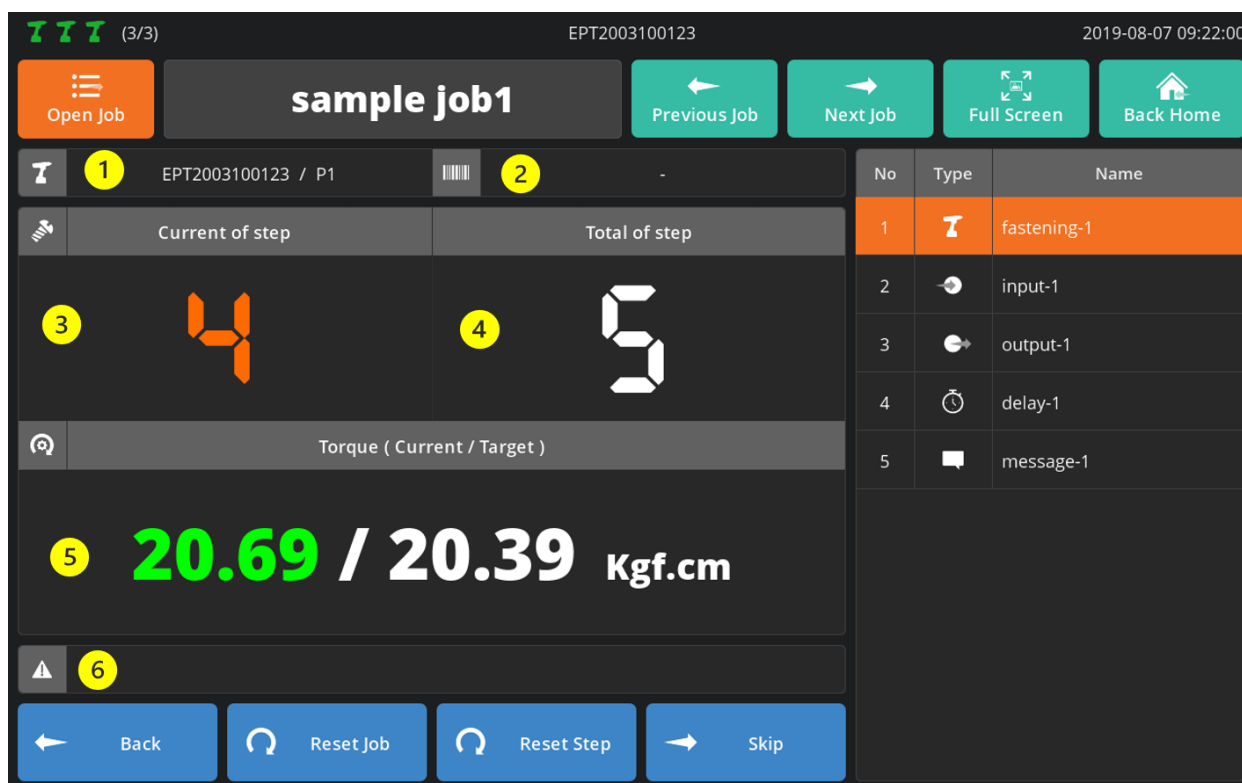 (3/3) EPT2003100123 2019-08-07 09:22:00
Open Job
sample job1
Previous Job
Next Job
Full Screen
Back Home
1 EPT2003100123 / P1
2 -
Current of step Total of step
3 4
4 5
Torque ( Current / Target )
5 20.69 / 20.39 Kgf.cm
6
Back Reset Job Reset Step Skip
No Type Name
1 fastening-1
2 input-1
3 output-1
4 delay-1
5 message-1